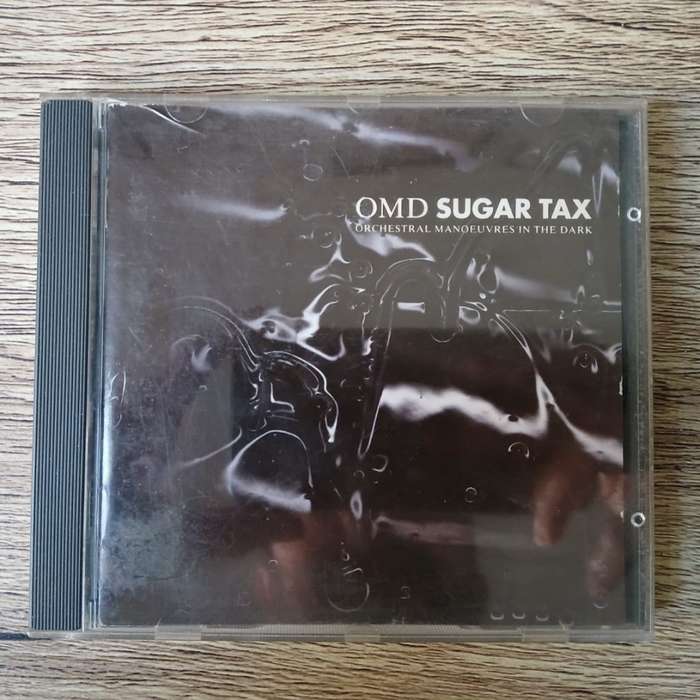 OMD SUGAR TAX
ORCHESTRAL MANOEUVRES IN THE DARK